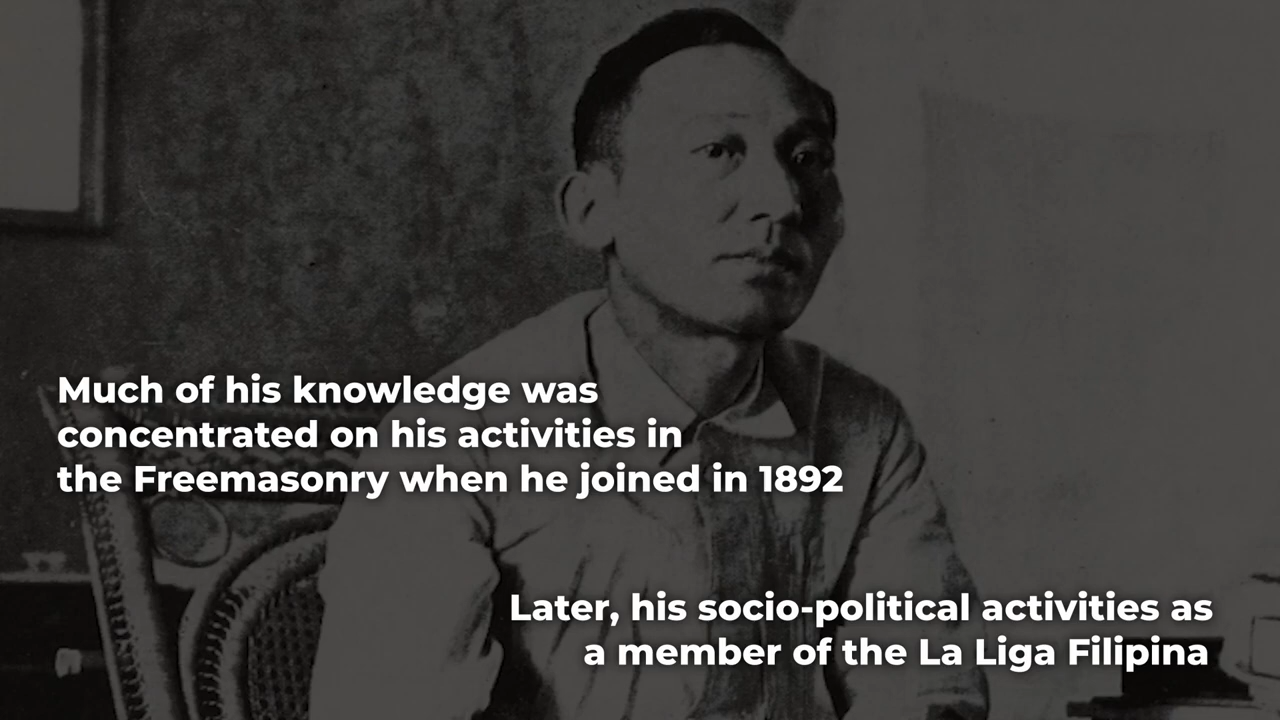 Much of his knowledge was
concentrated on his activities in
the Freemasonry when he joined in 1892
Later, his socio-political activities as
a member of the La Liga Filipina